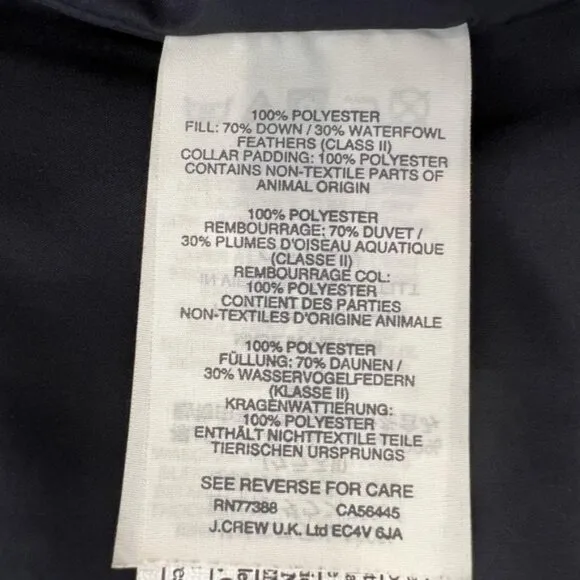 100% POLYESTER
FILL: 70% DOWN / 30% WATERFOWL
FEATHERS (CLASS II)
COLLAR PADDING: 100% POLYESTER
CONTAINS NON-TEXTILE PARTS OF
ANIMAL ORIGIN
100% POLYESTER
REMBOURRAGE: 70% DUVET /
30% PLUMES D'OISEAU AQUATIQUE
(CLASSE II)
REMBOURRAGE COL:
100% POLYESTER
CONTIENT DES PARTIES
NON-TEXTILES D'ORIGINE ANIMALE
100% POLYESTER
FÜLLUNG: 70% DAUNEN /
30% WASSERVOGELFEDERN
(KLASSE II)
KRAGENWATTIERUNG:
100% POLYESTER
ENTHÄLT NICHTTEXTILE TEILE
TIERISCHEN URSPRUNGS
SEE REVERSE FOR CARE
RN77388 CA56445
J.CREW U.K. Ltd EC4V 6JA